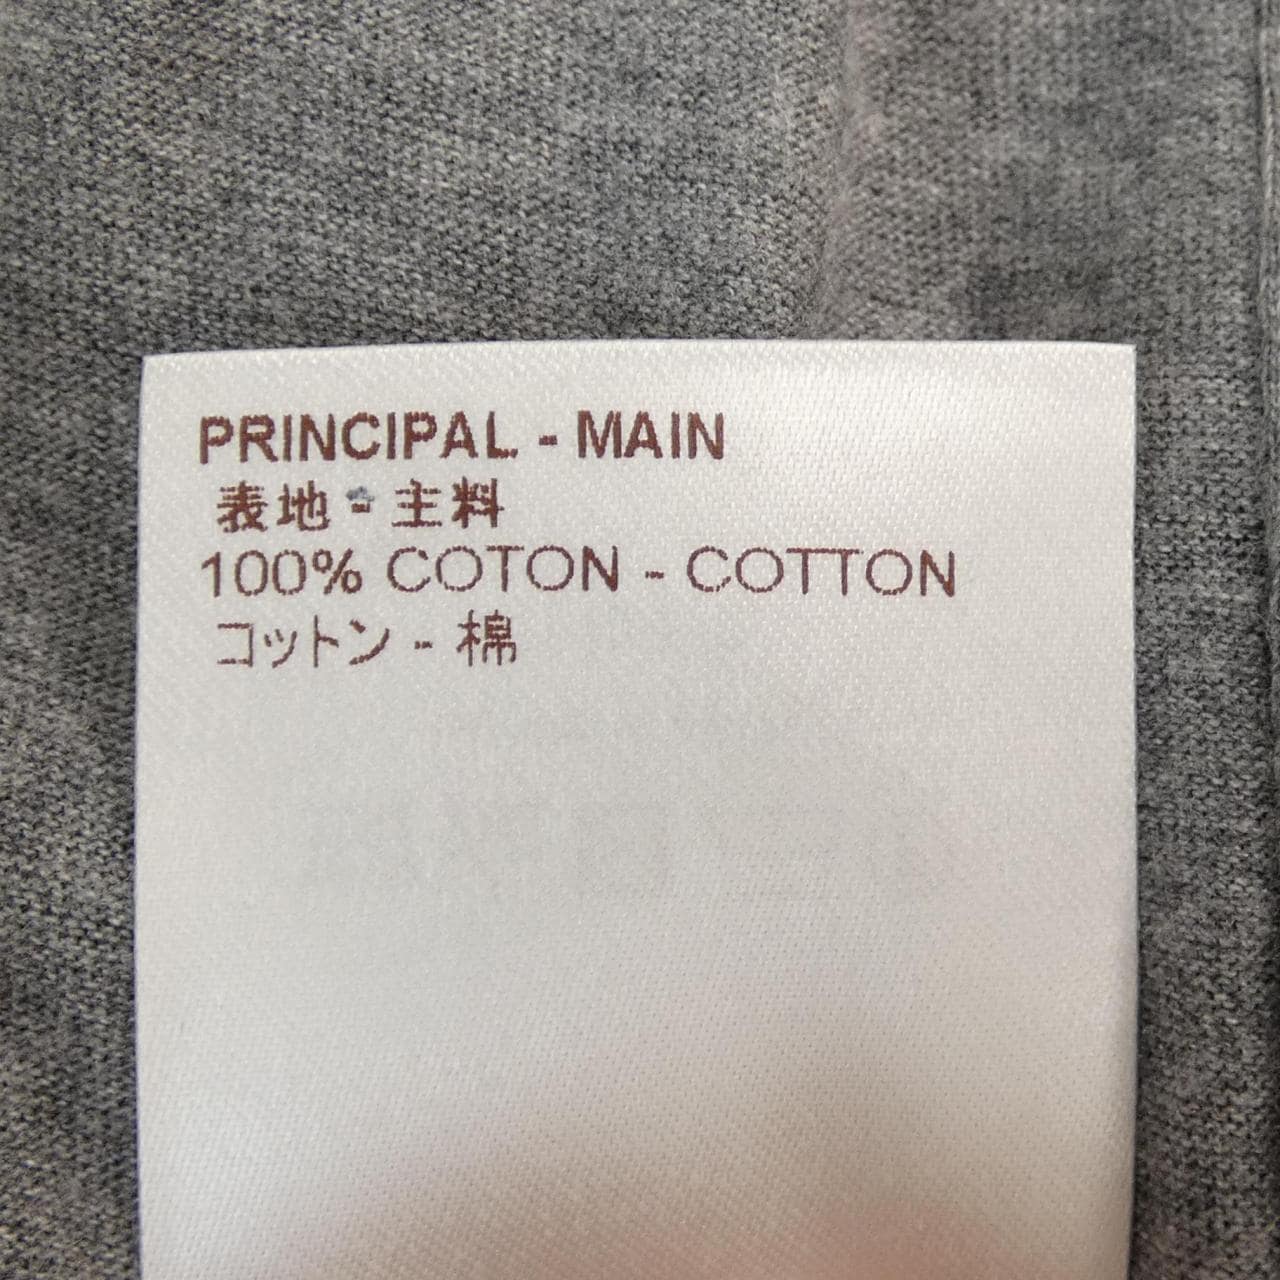 PRINCIPAL - MAIN
表地 - 主料
100% COTON - COTTON
コットン - 棉